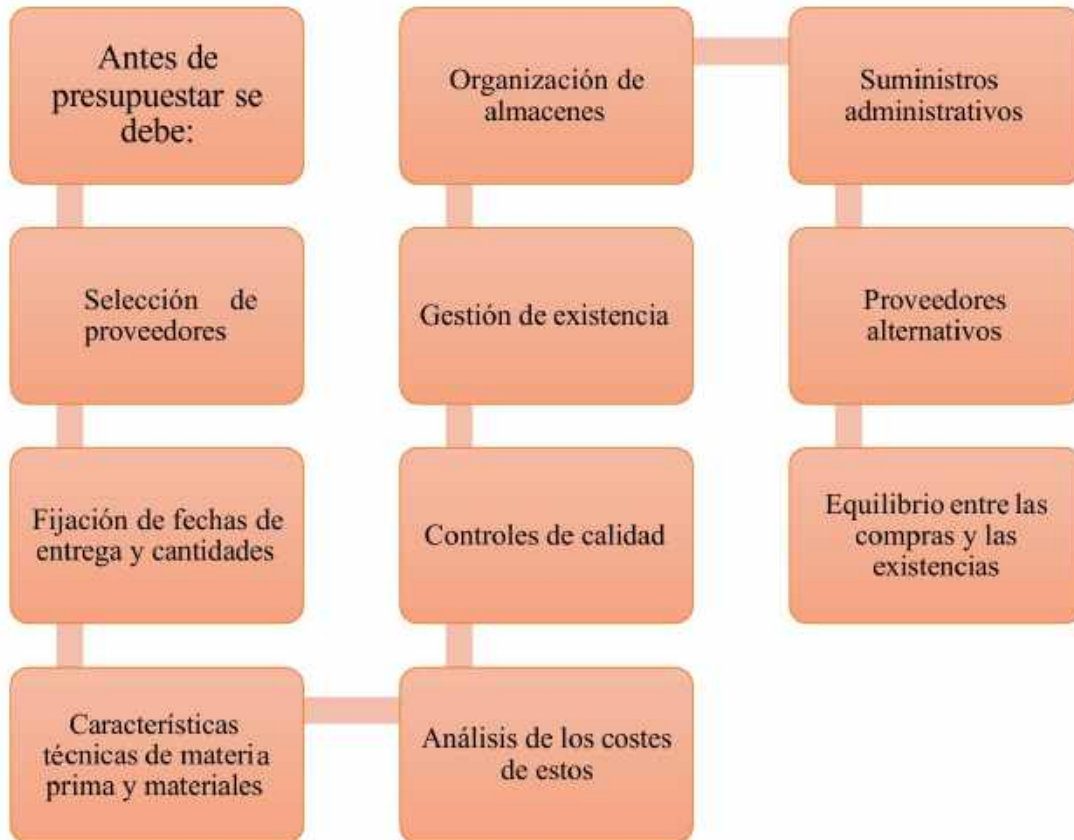 Antes de
presupuestar se
debe:
Selección de
proveedores
Fijación de fechas de
entrega y cantidades
Características
técnicas de materia
prima y materiales
Análisis de los costes
de estos
Controles de calidad
Gestión de existencia
Organización de
almacenes
Suministros
administrativos
Proveedores
alternativos
Equilibrio entre las
compras y las
existencias